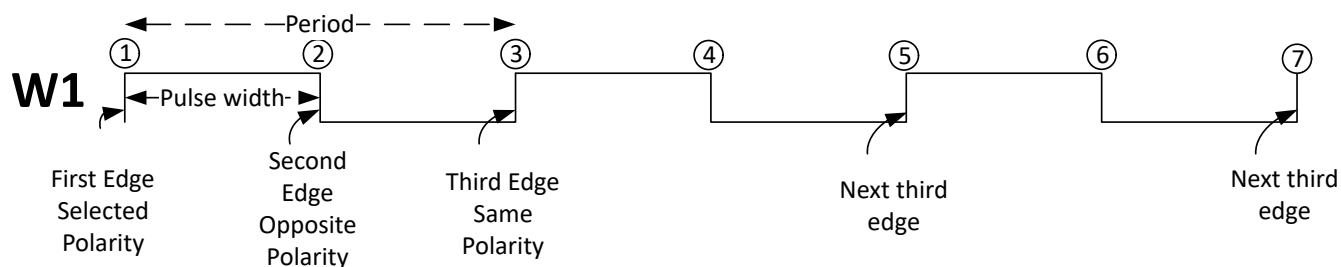 Period
1
2
3
4
5
6
7
W1
Pulse width
First Edge
Selected
Polarity
Second
Edge
Opposite
Polarity
Third Edge
Same
Polarity
Next third
edge
Next third
edge